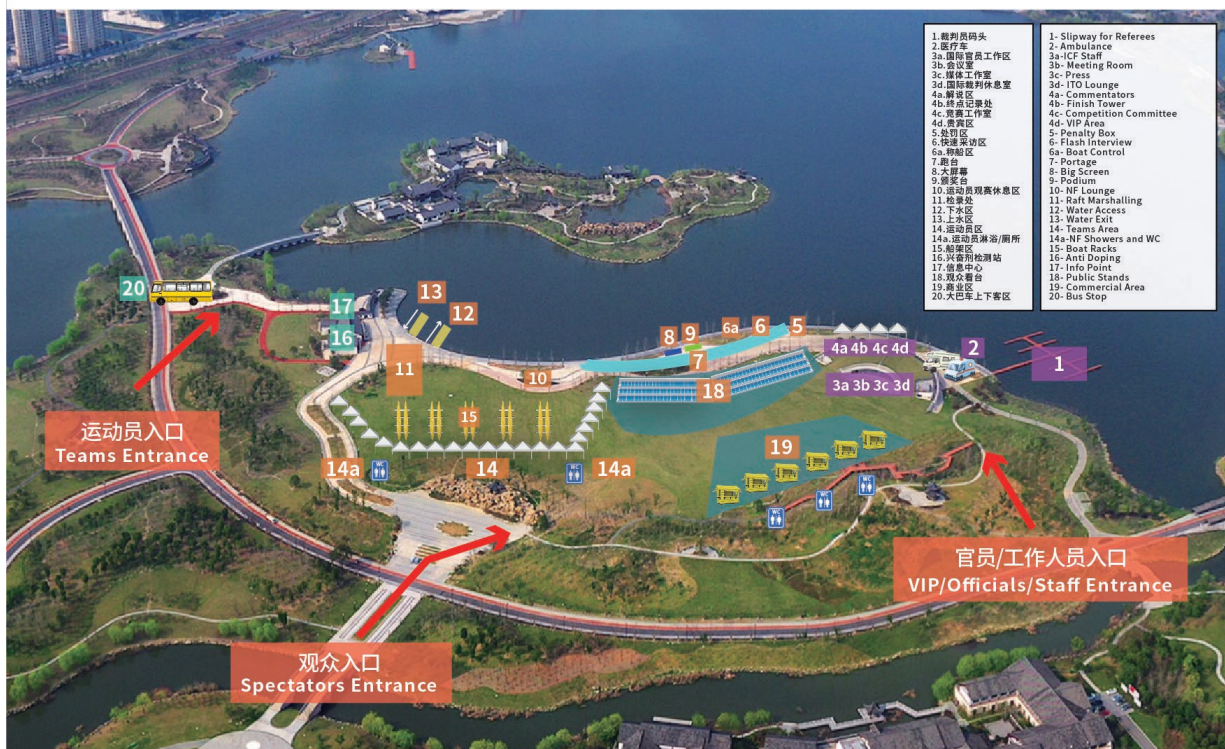 1.裁判员码头
2.医疗车
3a.国际官员工作区
3b.会议室
3c.媒体工作室
3d.国际裁判休息室
4a.解说区
4b.终点记录处
4c.竞赛工作室
4d.贵宾区
5.处罚区
6.快速采访区
6a.称船区
7.跑台
8.大屏幕
9.颁奖台
10.运动员观赛休息区
11.检录处
12.下水区
13.上水区
14.运动员区
14a.运动员淋浴/厕所
15.船架区
16.兴奋剂检测站
17.信息中心
18.观众看台
19.商业区
20.大巴车上下客区
1- Slipway for Referees
2- Ambulance
3a-ICF Staff
3b- Meeting Room
3c- Press
3d- ITO Lounge
4a- Commentators
4b- Finish Tower
4c- Competition Committee
4d- VIP Area
5- Penalty Box
6- Flash Interview
6a- Boat Control
7- Portage
8- Big Screen
9- Podium
10- NF Lounge
11- Raft Marshalling
12- Water Access
13- Water Exit
14- Teams Area
14a-NF Showers and WC
15- Boat Racks
16- Anti Doping
17- Info Point
18- Public Stands
19- Commercial Area
20- Bus Stop
20
17
16
13
12
11
10
15
8
9
6a
6
5
7
18
4a 4b 4c 4d
3a 3b 3c 3d
2
1
19
14a
WC
14
WC
14a
WC
WC
WC
运动员入口
Teams Entrance
观众入口
Spectators Entrance
官员/工作人员入口
VIP/Officials/Staff Entrance